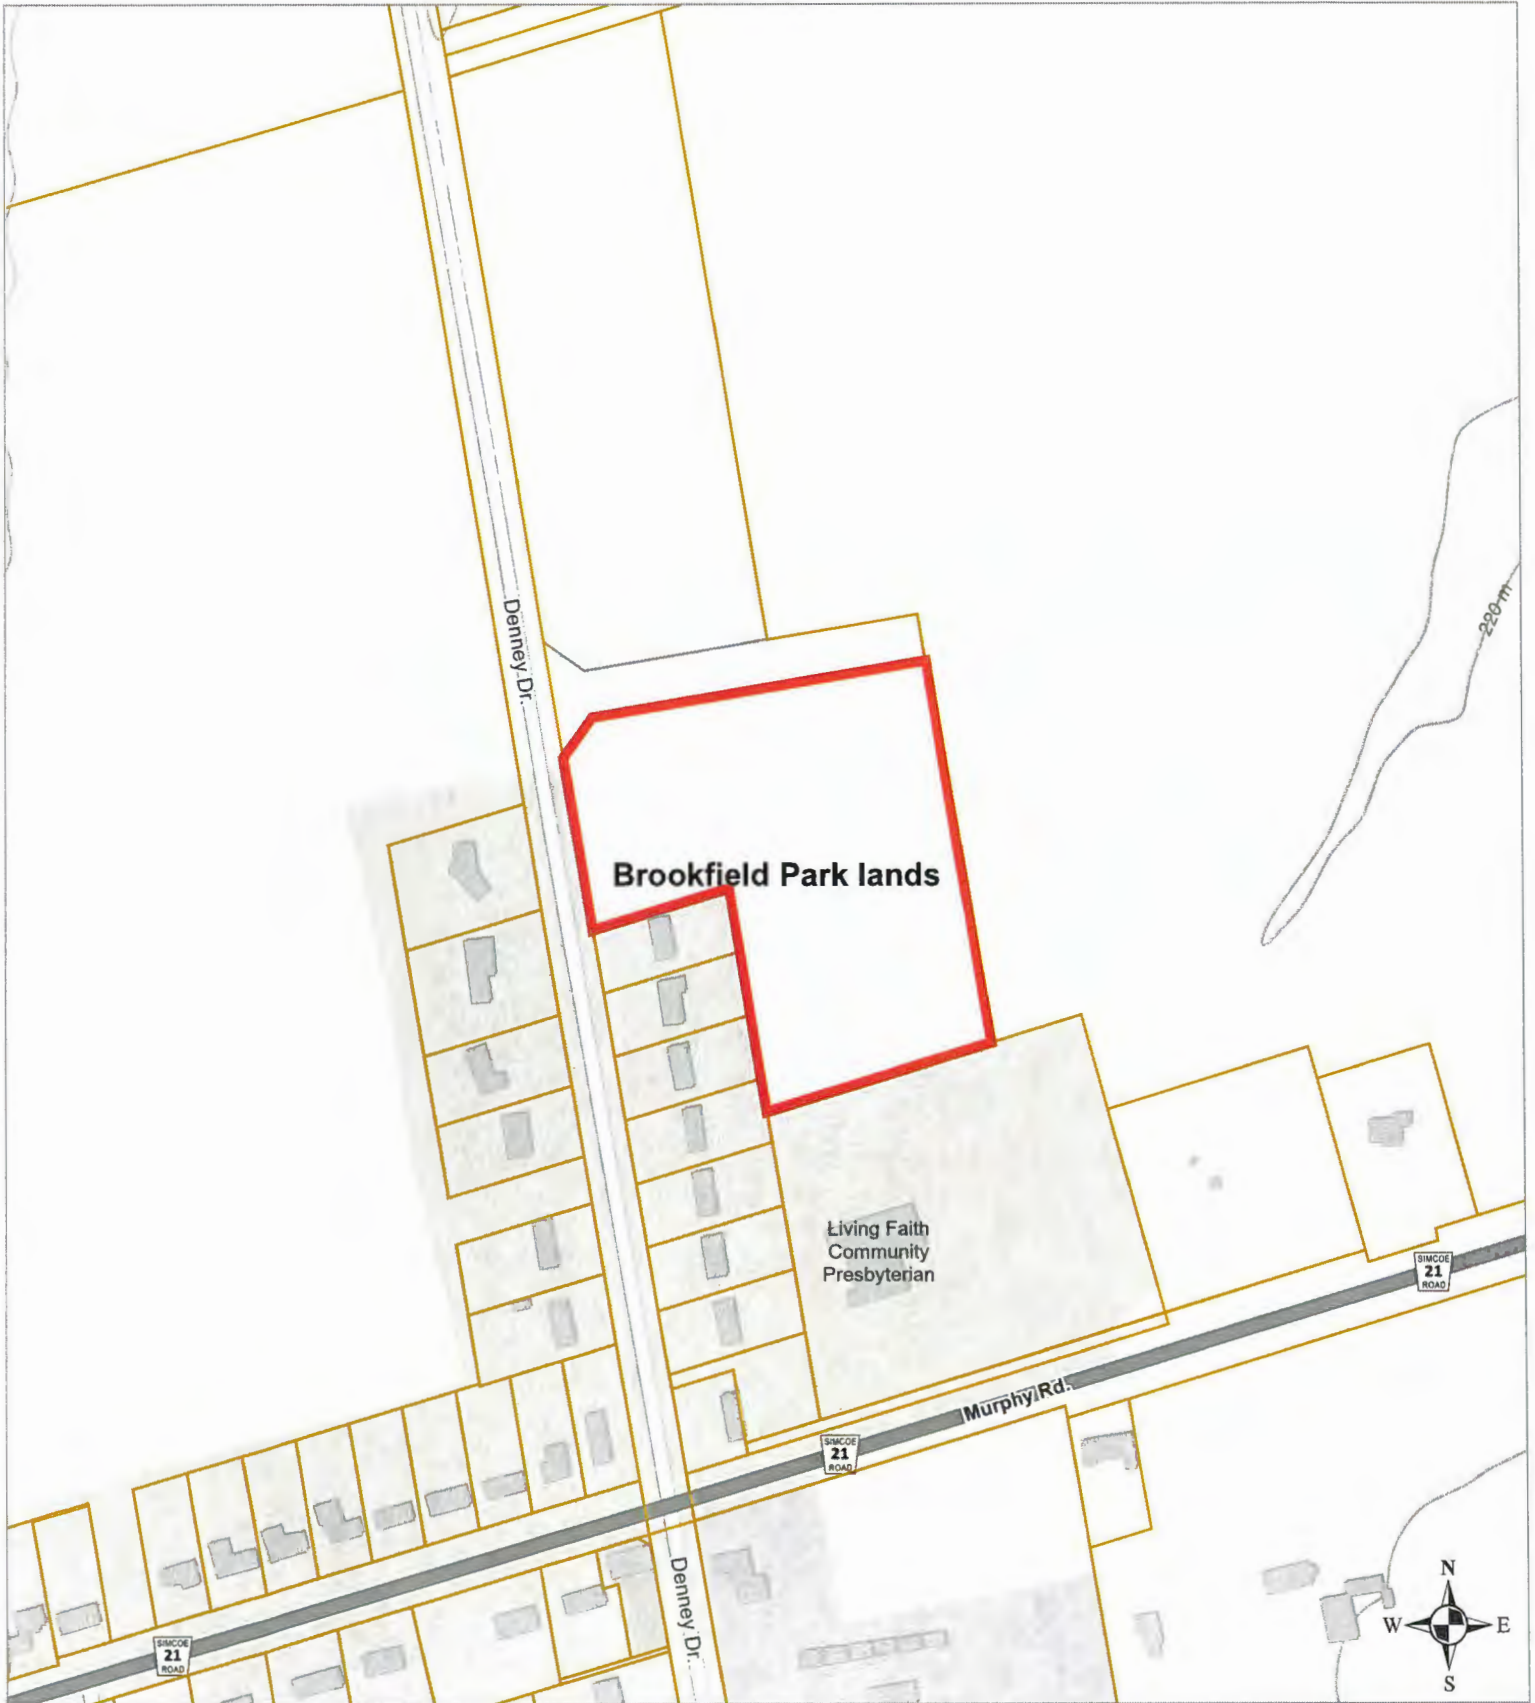 220 m
Denney Dr.
Brookfield Park lands
Living Faith
Community
Presbyterian
SIMCOE
21
ROAD
Murphy Rd.
SIMCOE
21
ROAD
Denney Dr.
N
W E
S
SIMCOE
21
ROAD